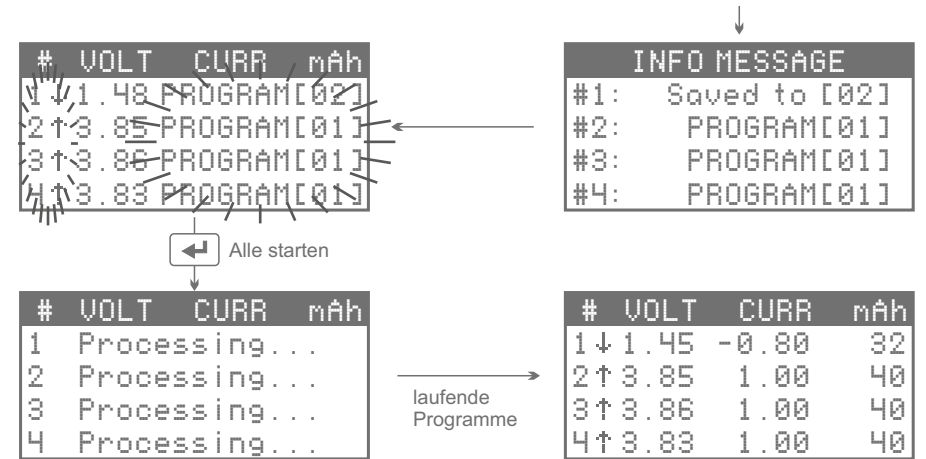 # VOLT CURR mAh
1↓1.48 PROGRAM[02]
2↑3.85 PROGRAM[01]
3↑3.86 PROGRAM[01]
4↑3.83 PROGRAM[01]
INFO MESSAGE
#1: Saved to [02]
#2: PROGRAM[01]
#3: PROGRAM[01]
#4: PROGRAM[01]
Alle starten
# VOLT CURR mAh
1 Processing...
2 Processing...
3 Processing...
4 Processing...
laufende
Programme
# VOLT CURR mAh
1↓1.45 -0.80 32
2↑3.85 1.00 40
3↑3.86 1.00 40
4↑3.83 1.00 40